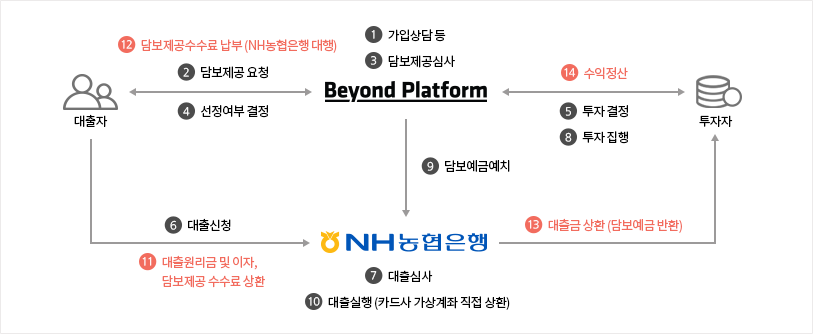 1 가입상담 등
12 담보제공수수료 납부 (NH농협은행 대행)
3 담보제공심사
2 담보제공 요청
14 수익정산
Beyond Platform
4 선정여부 결정
5 투자 결정
대출자
투자자
8 투자 집행
9 담보예금예치
6 대출신청
13 대출금 상환 (담보예금 반환)
NH농협은행
11 대출원리금 및 이자,
담보제공 수수료 상환
7 대출심사
10 대출실행 (카드사 가상계좌 직접 상환)